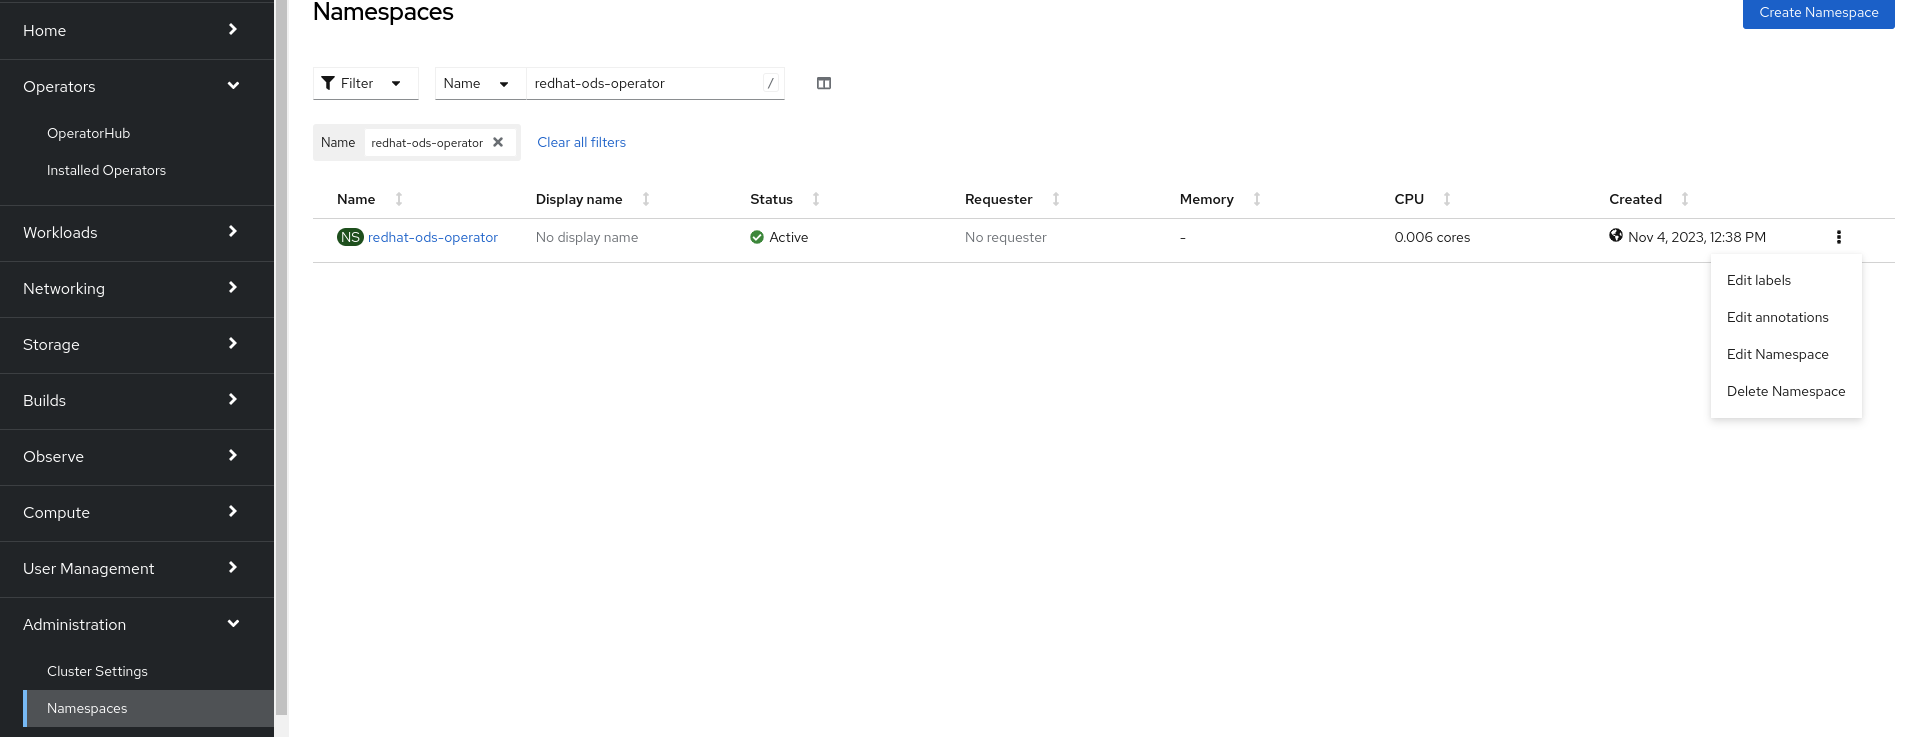 Home
Operators
OperatorHub
Installed Operators
Workloads
Networking
Storage
Builds
Observe
Compute
User Management
Administration
Cluster Settings
Namespaces
Namespaces
Create Namespace
Filter Name redhat-ods-operator /
Name redhat-ods-operator Clear all filters
Name Display name Status Requester Memory CPU Created
NS redhat-ods-operator No display name Active No requester - 0.006 cores Nov 4, 2023, 12:38 PM
Edit labels
Edit annotations
Edit Namespace
Delete Namespace